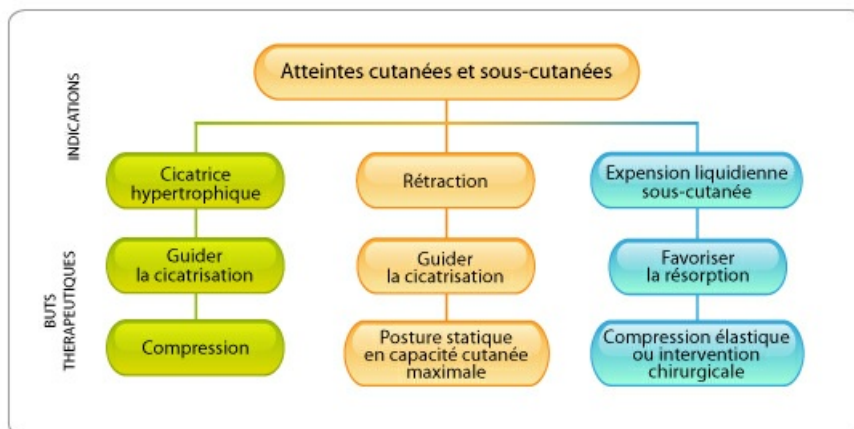 INDICATIONS
Atteintes cutanées et sous-cutanées
Cicatrice
hypertrophique
Rétraction
Expension liquidienne
sous-cutanée
BUTS
THERAPEUTIQUES
Guider
la cicatrisation
Guider
la cicatrisation
Favoriser
la résorption
Compression
Posture statique
en capacité cutanée
maximale
Compression élastique
ou intervention
chirurgicale